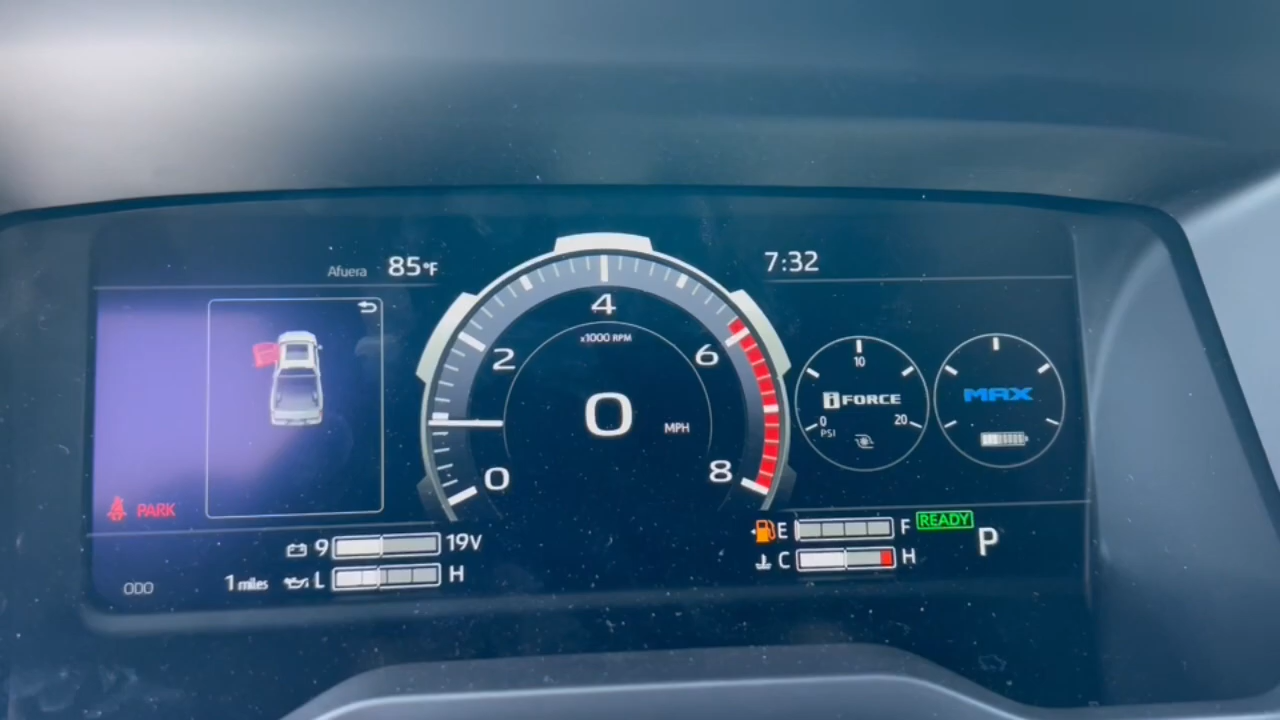 Afuera 85°F
7:32
4
x1000 RPM
2
6
10
iFORCE
MAX
0
MPH
0
PSI
20
0
8
PARK
9
19V
E
F
READY
P
C
H
ODO
1 miles
L
H